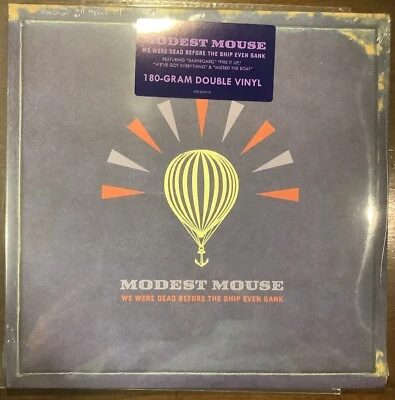 MODEST MOUSE
WE WERE DEAD BEFORE THE SHIP EVEN SANK
FEATURING "DASHBOARD," "FIRE IT UP,"
"WE'VE GOT EVERYTHING" & "MISSED THE BOAT"
180-GRAM DOUBLE VINYL
MODEST MOUSE
WE WERE DEAD BEFORE THE SHIP EVEN SANK